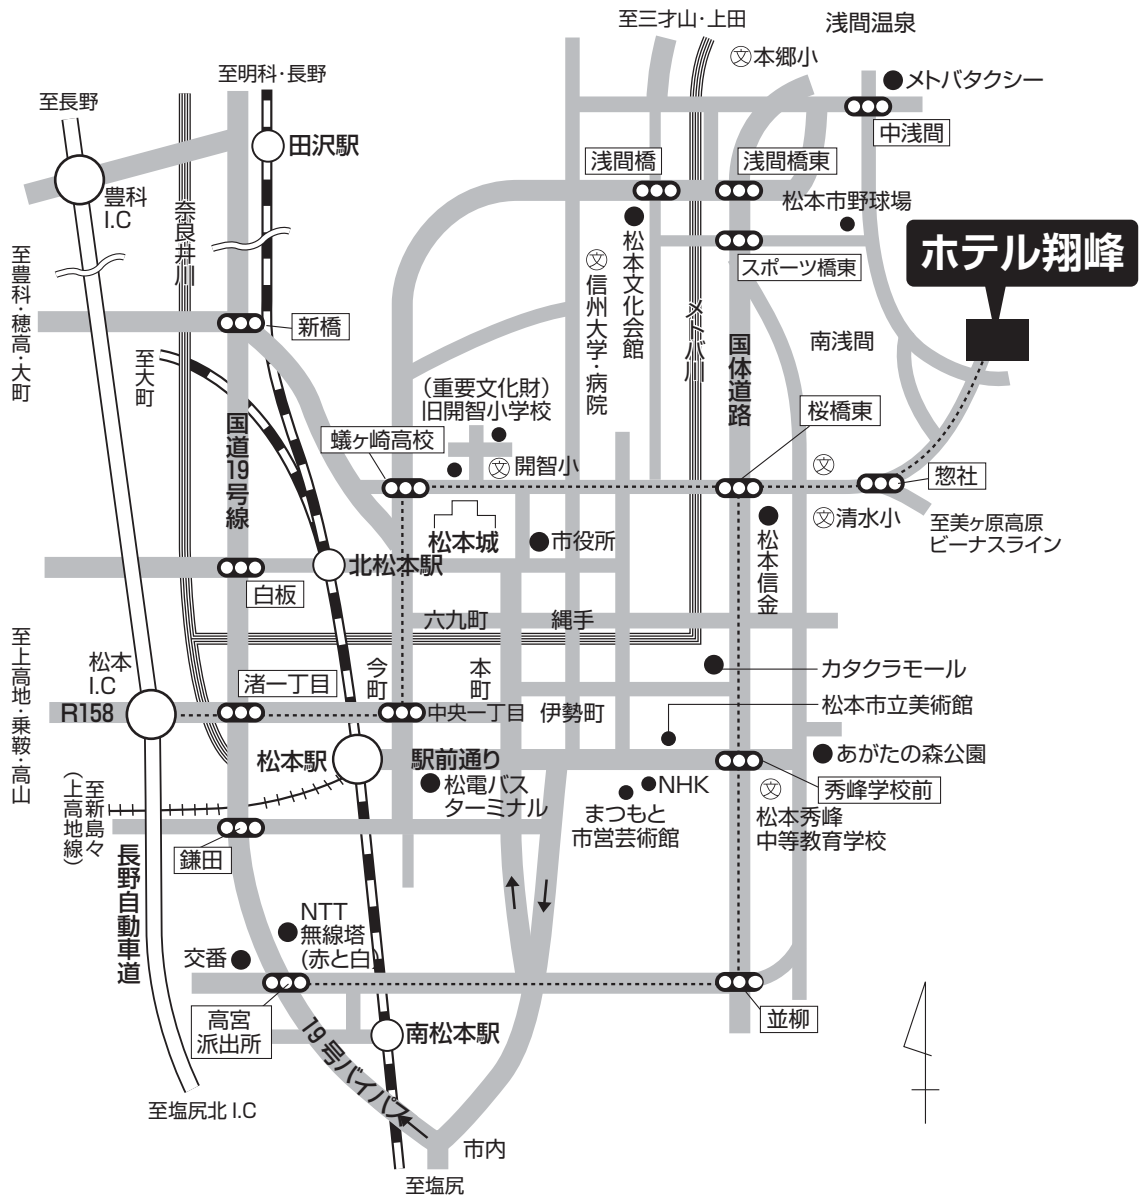 至三才山・上田
浅間温泉
本郷小
文
至明科・長野
メトバタクシー
至長野
中浅間
田沢駅
浅間橋
浅間橋東
豊科
I.C
松本市野球場
奈良井川
ホテル翔峰
松本文化会館
文
信州大学・病院
スポーツ橋東
至豊科・穂高・大町
メトバ川
新橋
国体道路
南浅間
至大町
(重要文化財)
旧開智小学校
国道19号線
蟻ヶ崎高校
桜橋東
文
開智小
文
惣社
松本城
市役所
松本信金
文
清水小
至美ヶ原高原
ビーナスライン
北松本駅
白板
六九町
縄手
至上高地・乗鞍・高山
松本
I.C
渚一丁目
今町
本町
カタクラモール
R158
中央一丁目
伊勢町
松本市立美術館
松本駅
駅前通り
あがたの森公園
松電バス
ターミナル
NHK
秀峰学校前
至新島々
(上高地線)
まつもと
市営芸術館
文
松本秀峰
中等教育学校
鎌田
長野自動車道
NTT
無線塔
(赤と白)
交番
高宮
派出所
並柳
19号バイパス
南松本駅
至塩尻北 I.C
市内
至塩尻